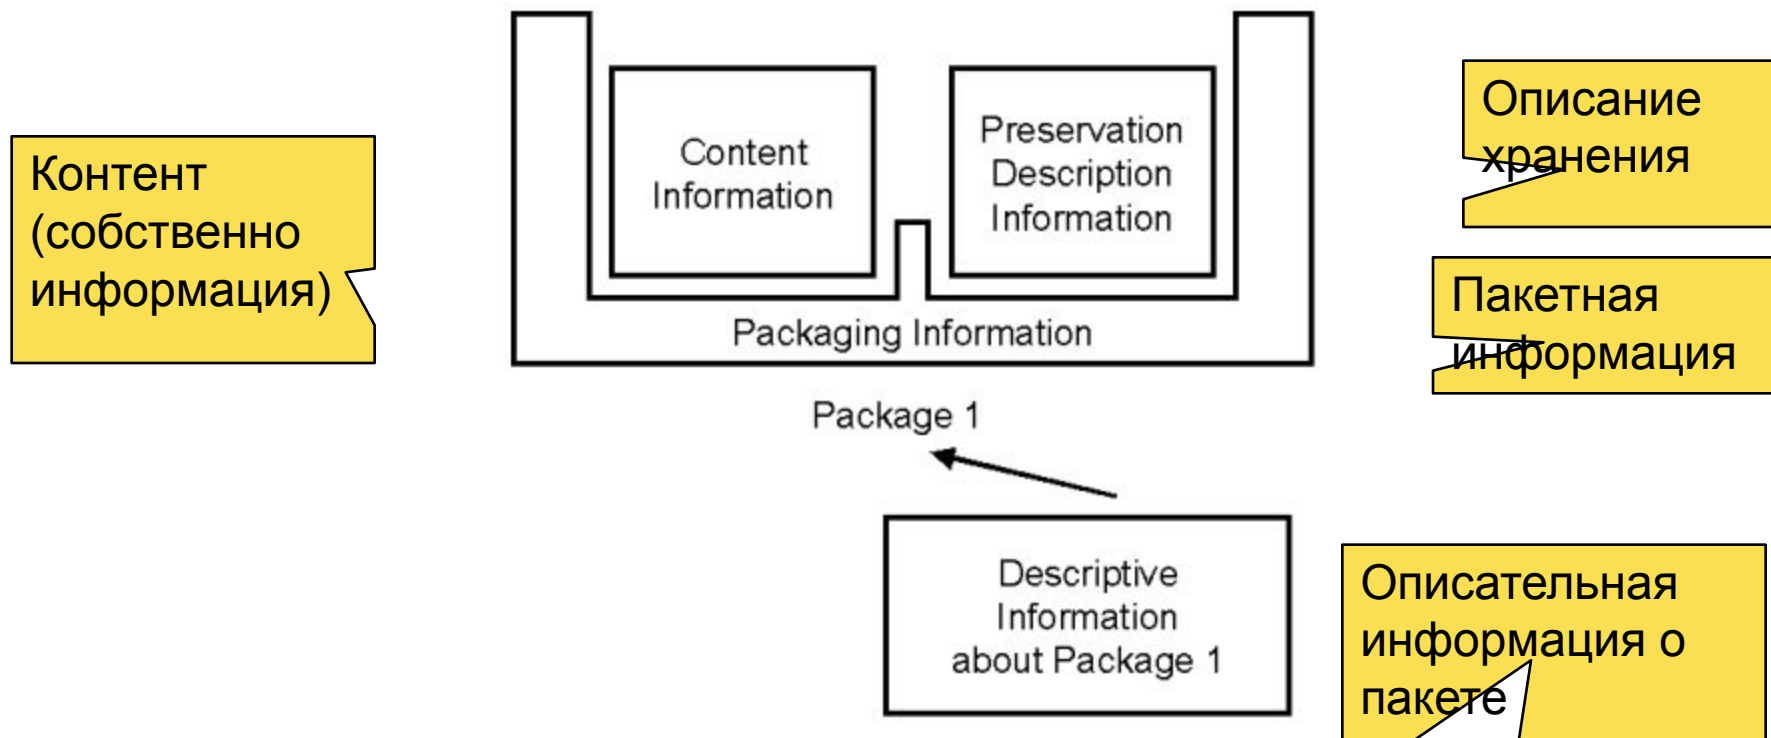 Контент
(собственно
информация)
Content
Information
Preservation
Description
Information
Packaging Information
Package 1
Descriptive
Information
about Package 1
Описание
хранения
Пакетная
информация
Описательная
информация о
пакете